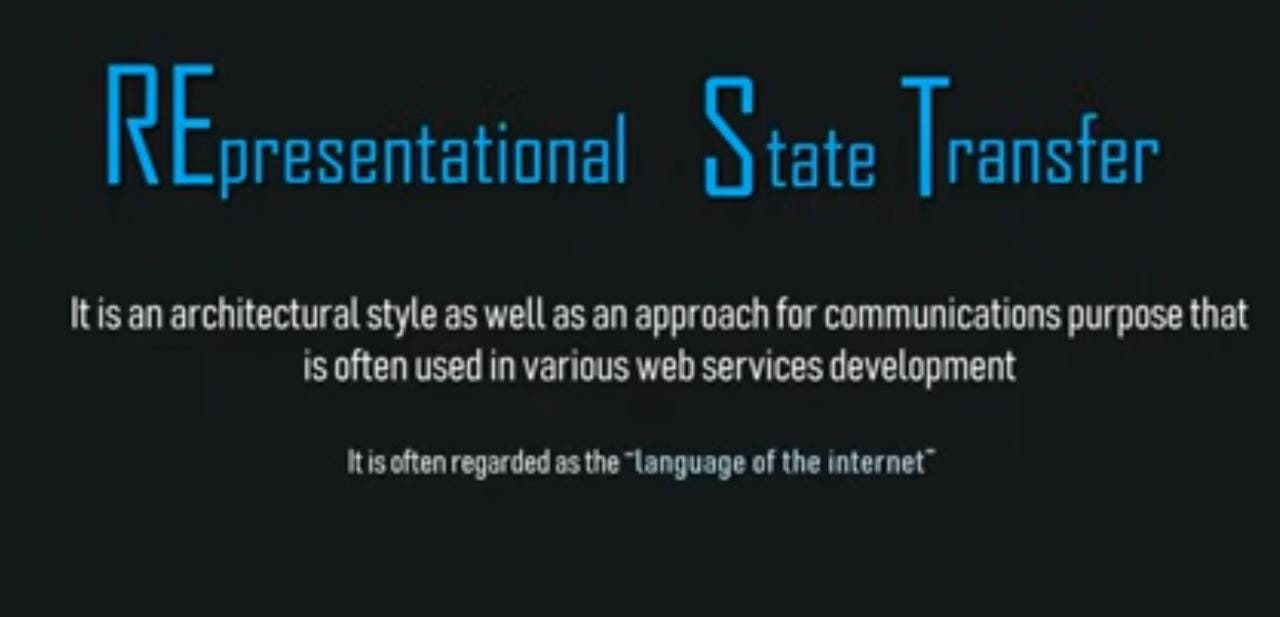 REpresentational State Transfer
It is an architectural style as well as an approach for communications purpose that
is often used in various web services development
It is often regarded as the "language of the internet"